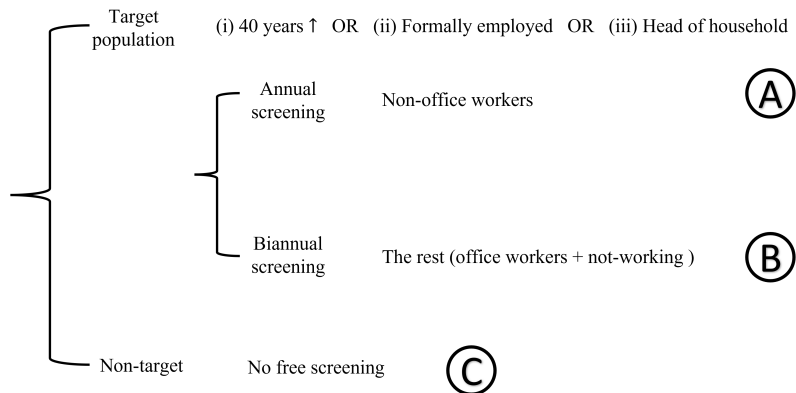 Target
population
(i) 40 years ↑ OR (ii) Formally employed OR (iii) Head of household
Annual
screening
Non-office workers
A
Biannual
screening
The rest (office workers + not-working )
B
Non-target
No free screening
C